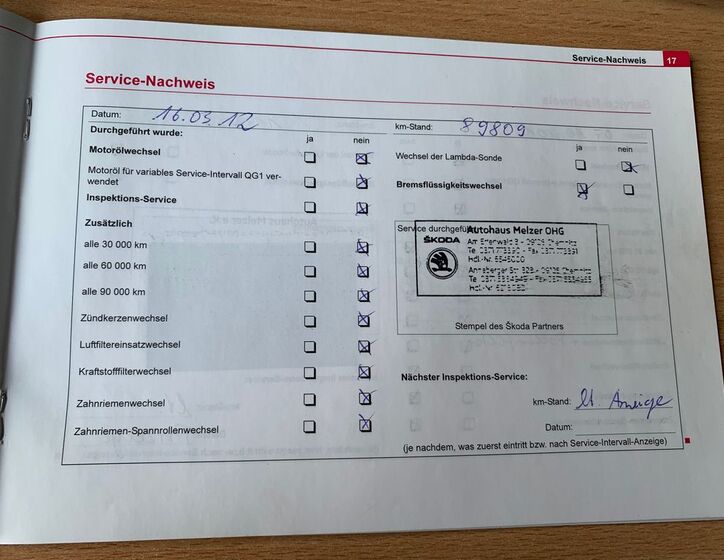 Service-Nachweis 17
Service-Nachweis
Datum: 16.03.12
km-Stand: 89809
Durchgeführt wurde: ja nein
ja nein
Motorölwechsel
Wechsel der Lambda-Sonde
Motoröl für variables Service-Intervall QG1 ver-
wendet
Bremsflüssigkeitswechsel
Inspektions-Service
Zusätzlich
alle 30 000 km
alle 60 000 km
alle 90 000 km
Zündkerzenwechsel
Luftfiltereinsatzwechsel
Kraftstofffilterwechsel
Zahnriemenwechsel
Zahnriemen-Spannrollenwechsel
Service durchgeführt
Autohaus Melzer OHG
ŠKODA
Stempel des Škoda Partners
Nächster Inspektions-Service:
km-Stand: lt. Anzeige
Datum:
(je nachdem, was zuerst eintritt bzw. nach Service-Intervall-Anzeige)